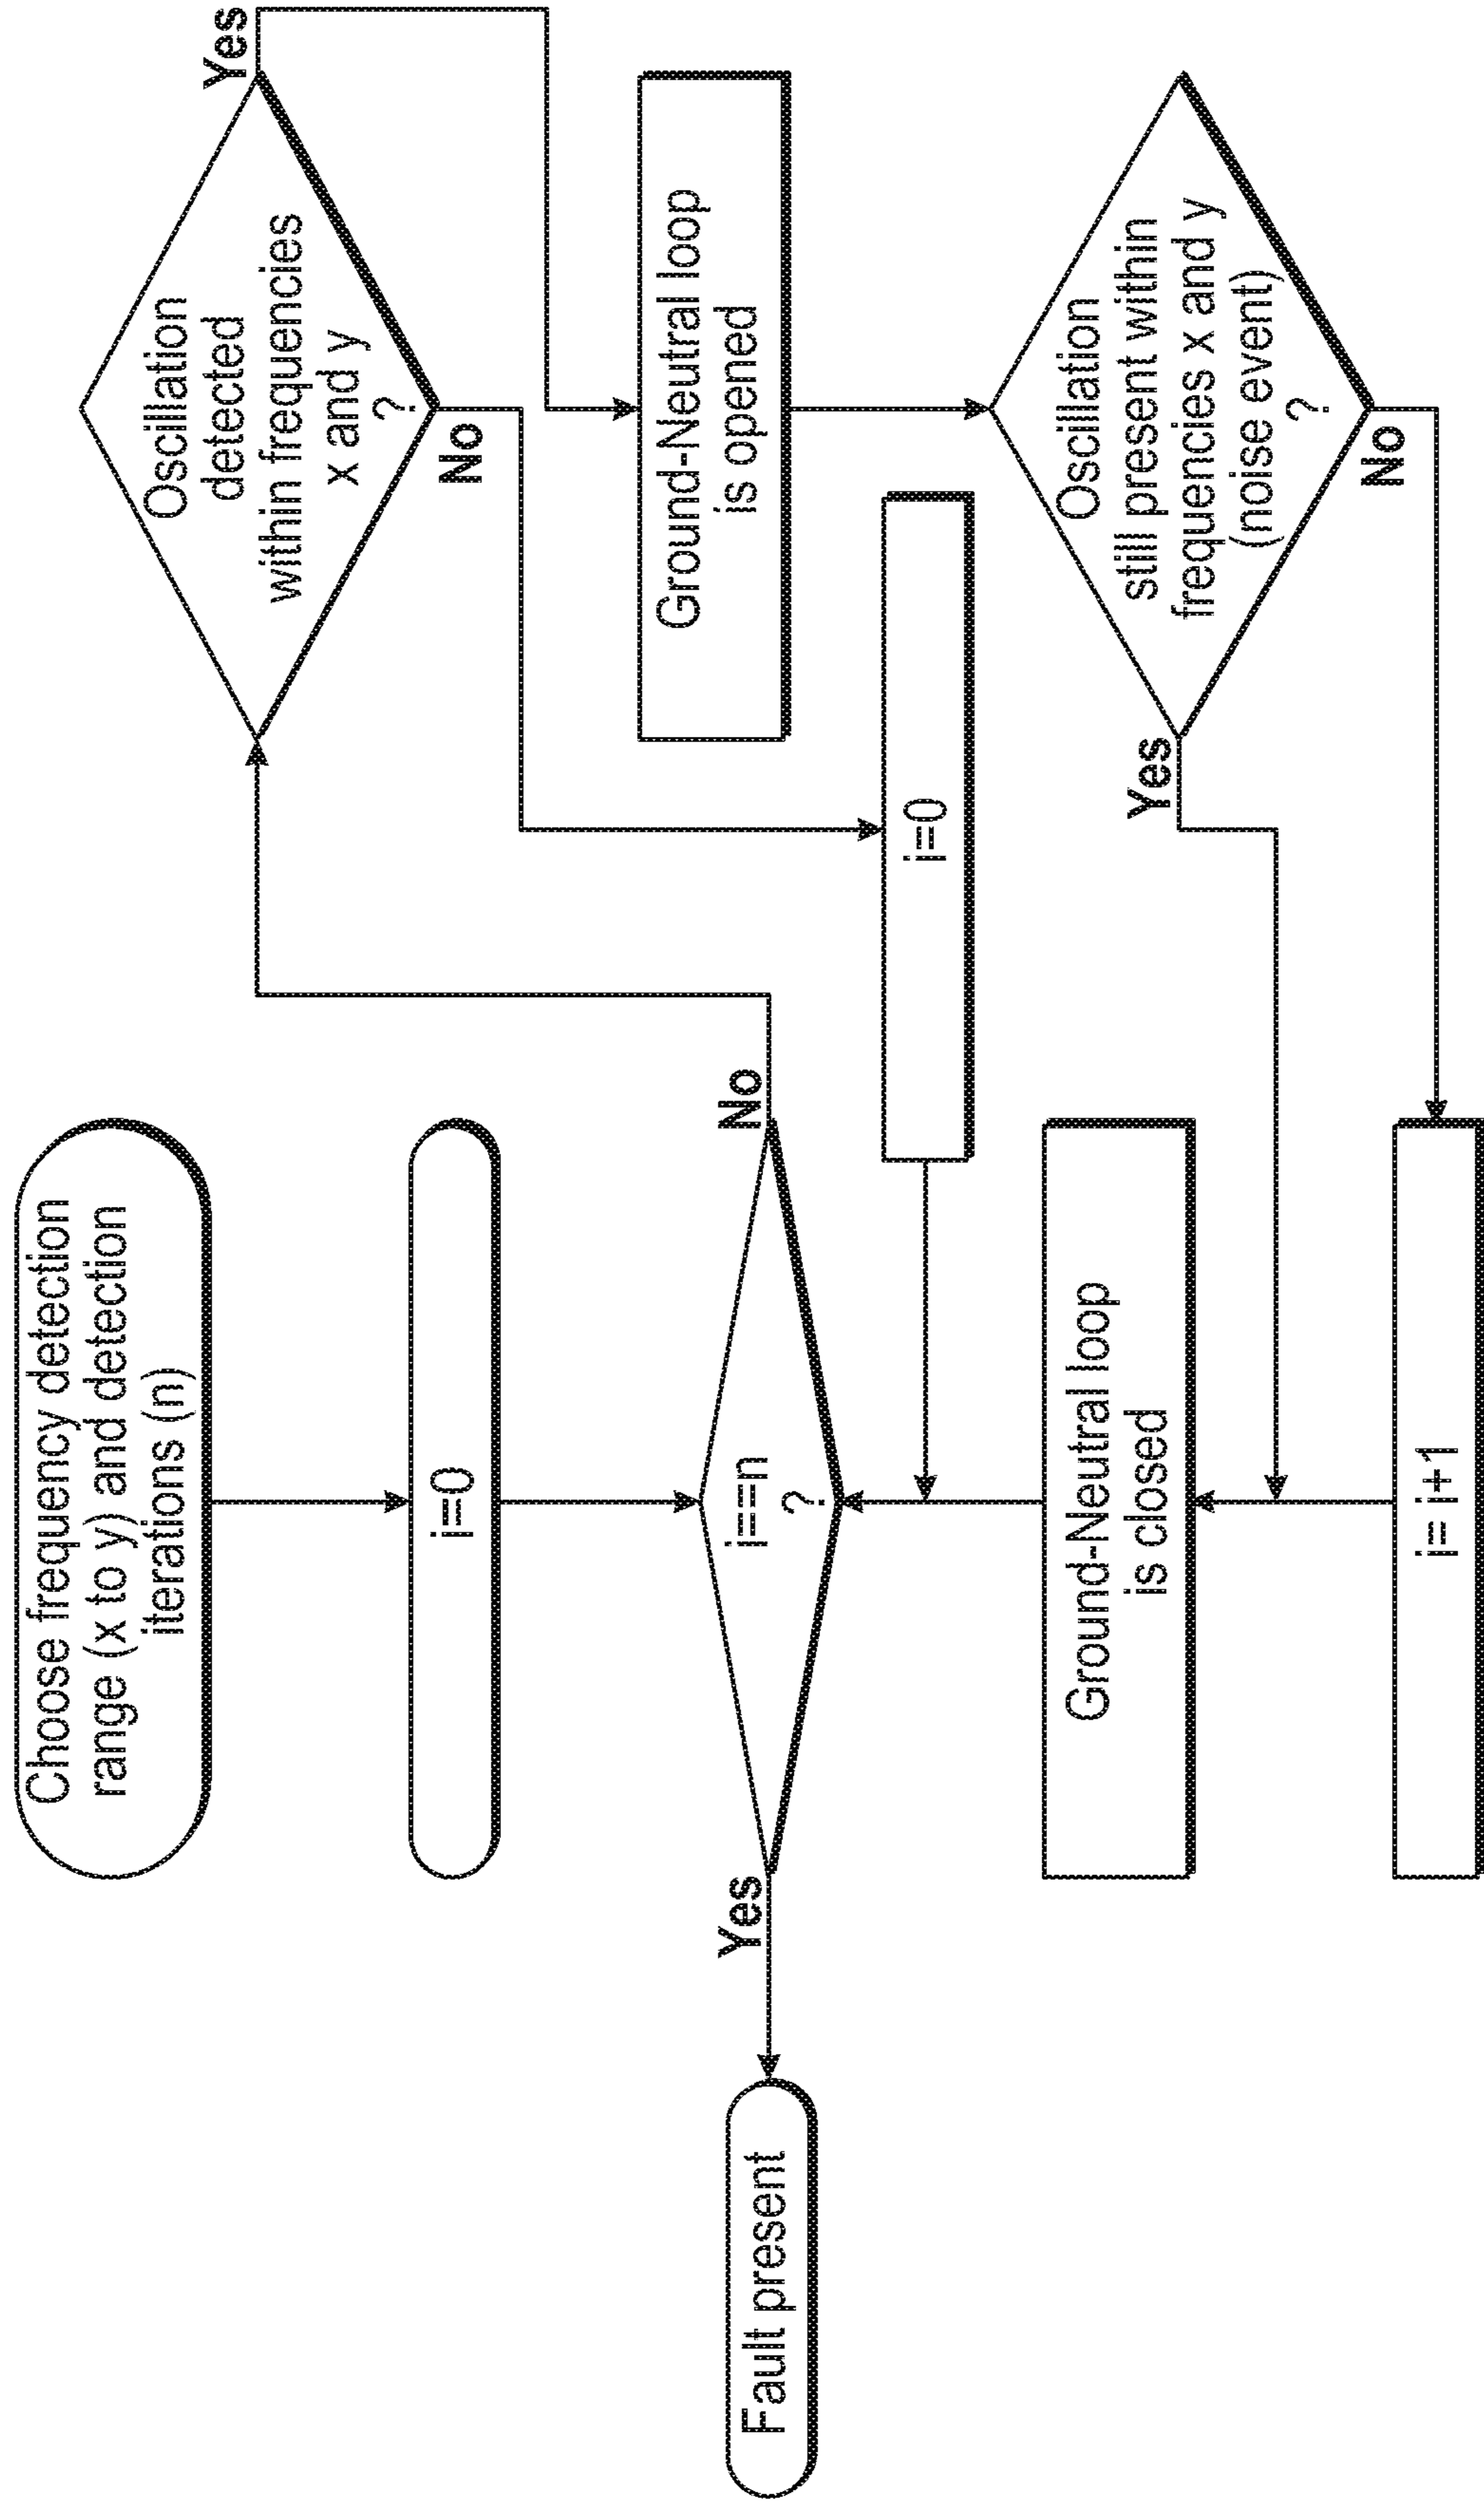 Choose frequency detection
range (x to y) and detection
iterations (n)
i=0
i==n
?
Yes
No
Fault present
Oscillation
detected
within frequencies
x and y
?
Yes
No
Ground-Neutral loop
is opened
i=0
Oscillation
still present within
frequencies x and y
(noise event)
?
Yes
No
Ground-Neutral loop
is closed
i= i+1